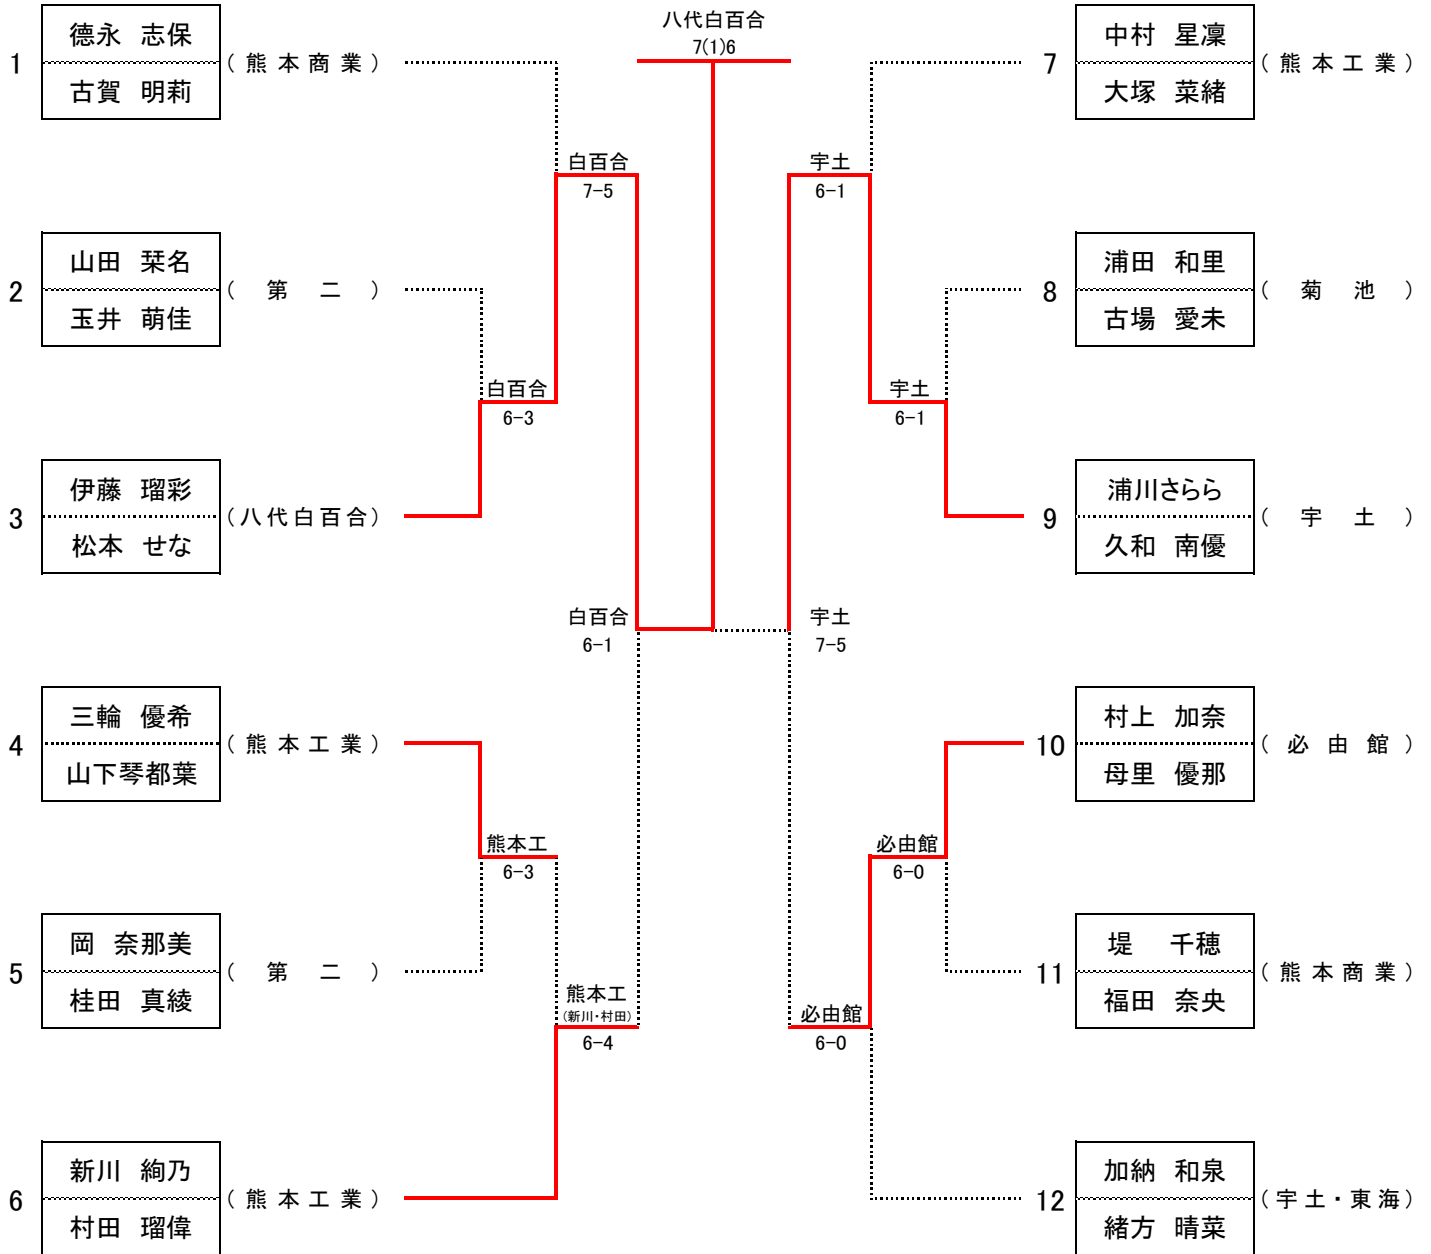 八代白百合
7(1)6
1
德永 志保
古賀 明莉
(熊本商業)
2
山田 栞名
玉井 萌佳
(第二)
3
伊藤 瑠彩
松本 せな
(八代白百合)
4
三輪 優希
山下琴都葉
(熊本工業)
5
岡 奈那美
桂田 真綾
(第二)
6
新川 絢乃
村田 瑠偉
(熊本工業)
白百合
7-5
白百合
6-3
白百合
6-1
熊本工
6-3
熊本工
(新川・村田)
6-4
宇土
6-1
宇土
6-1
宇土
7-5
必由館
6-0
必由館
6-0
7
中村 星凜
大塚 菜緒
(熊本工業)
8
浦田 和里
古場 愛未
(菊池)
9
浦川さらら
久和 南優
(宇土)
10
村上 加奈
母里 優那
(必由館)
11
堤 千穂
福田 奈央
(熊本商業)
12
加納 和泉
緒方 晴菜
(宇土・東海)